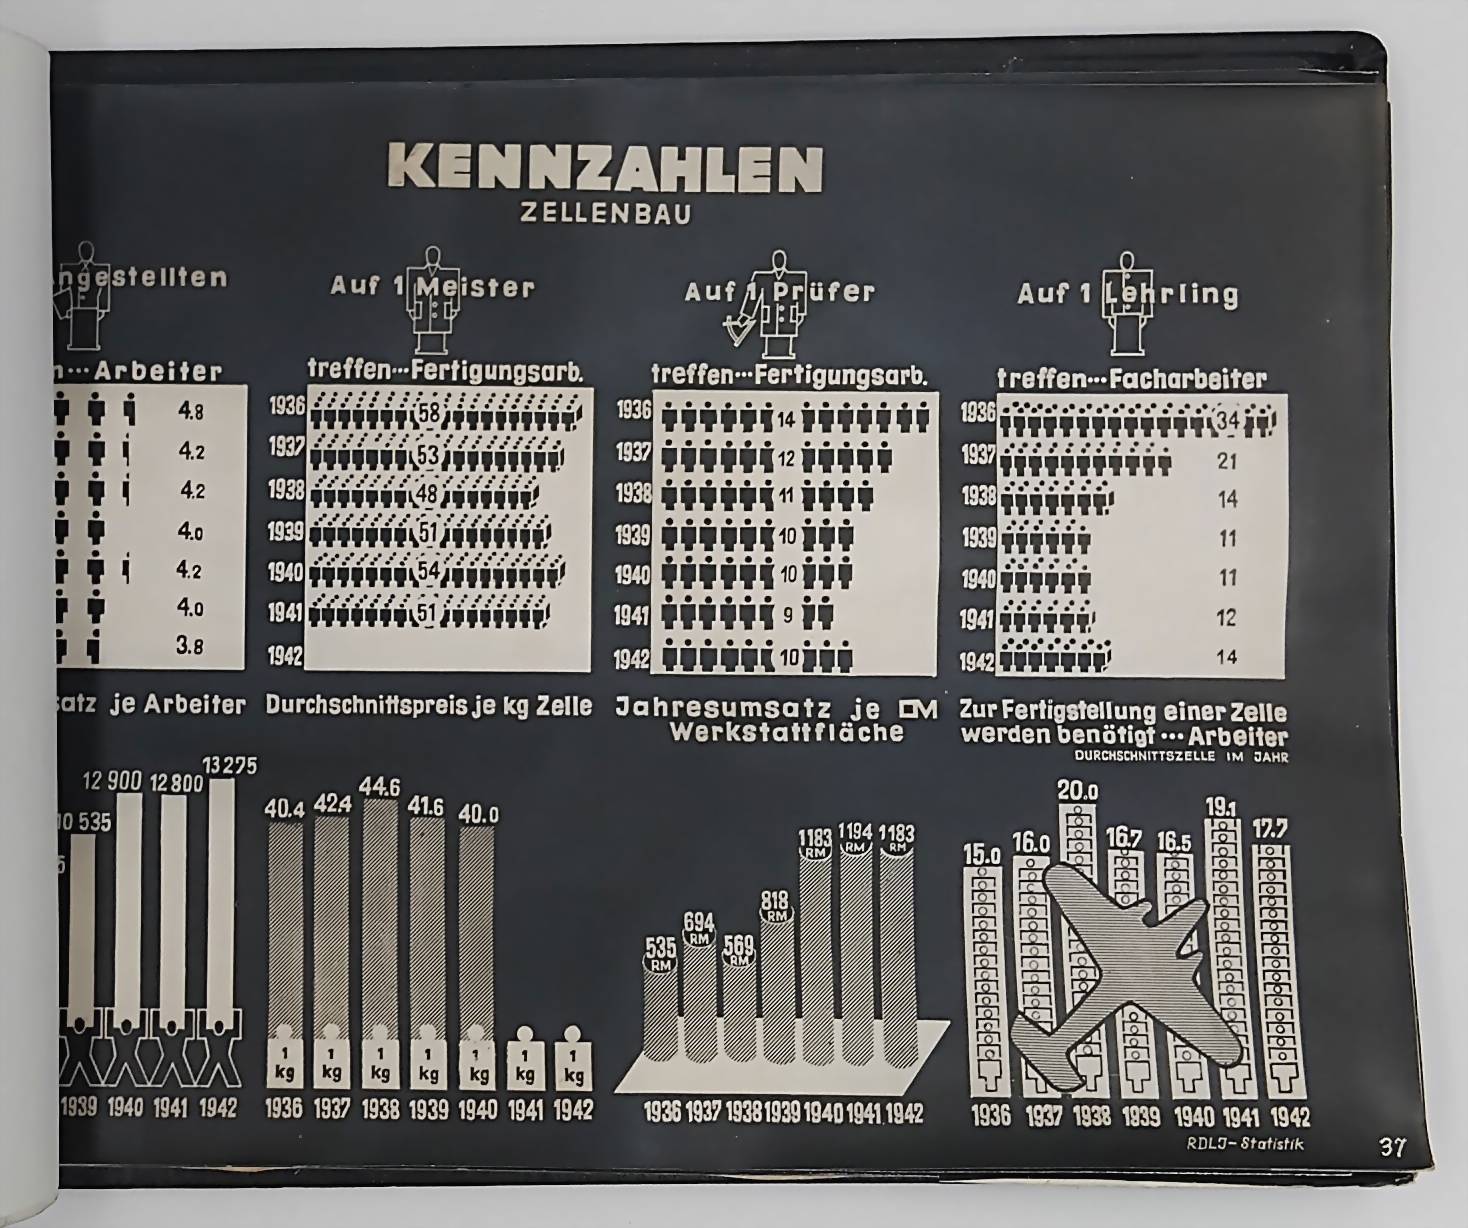 KENNZAHLEN
ZELLENBAU
ngestellten
n...Arbeiter
4.8
4.2
4.2
4.0
4.2
4.0
3.8
Auf 1 Meister
treffen...Fertigungsarb.
1936 58
1937 53
1938 48
1939 51
1940 54
1941 51
1942
Auf 1 Prüfer
treffen...Fertigungsarb.
1936 14
1937 12
1938 11
1939 10
1940 10
1941 9
1942 10
Auf 1 Lehrling
treffen...Facharbeiter
1936 34
1937 21
1938 14
1939 11
1940 11
1941 12
1942 14
satz je Arbeiter
5
10 535
12 900
12 800
13 275
1939 1940 1941 1942
Durchschnittspreis je kg Zelle
40.4 42.4 44.6 41.6 40.0
1 kg 1 kg 1 kg 1 kg 1 kg 1 kg 1 kg
1936 1937 1938 1939 1940 1941 1942
Jahresumsatz je □M
Werkstattfläche
535 RM
694 RM
569 RM
818 RM
1183 RM
1194 RM
1183 RM
1936 1937 1938 1939 1940 1941 1942
Zur Fertigstellung einer Zelle
werden benötigt ... Arbeiter
DURCHSCHNITTSZELLE IM JAHR
15.0 16.0 20.0 16.7 16.5 19.1 17.7
1936 1937 1938 1939 1940 1941 1942
RDLJ-Statistik
37